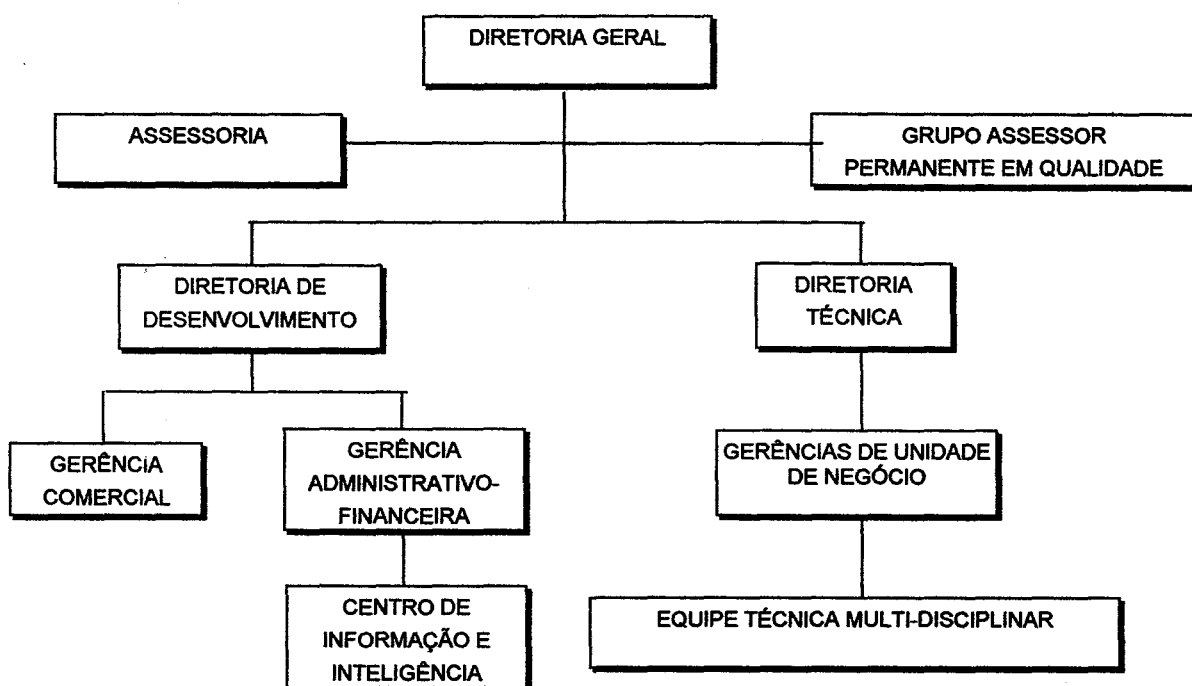 DIRETORIA GERAL
ASSESSORIA
GRUPO ASSESSOR
PERMANENTE EM QUALIDADE
DIRETORIA DE
DESENVOLVIMENTO
DIRETORIA
TÉCNICA
GERÊNCIA
COMERCIAL
GERÊNCIA
ADMINISTRATIVO-
FINANCEIRA
GERÊNCIAS DE UNIDADE
DE NEGÓCIO
CENTRO DE
INFORMAÇÃO E
INTELIGÊNCIA
EQUIPE TÉCNICA MULTI-DISCIPLINAR